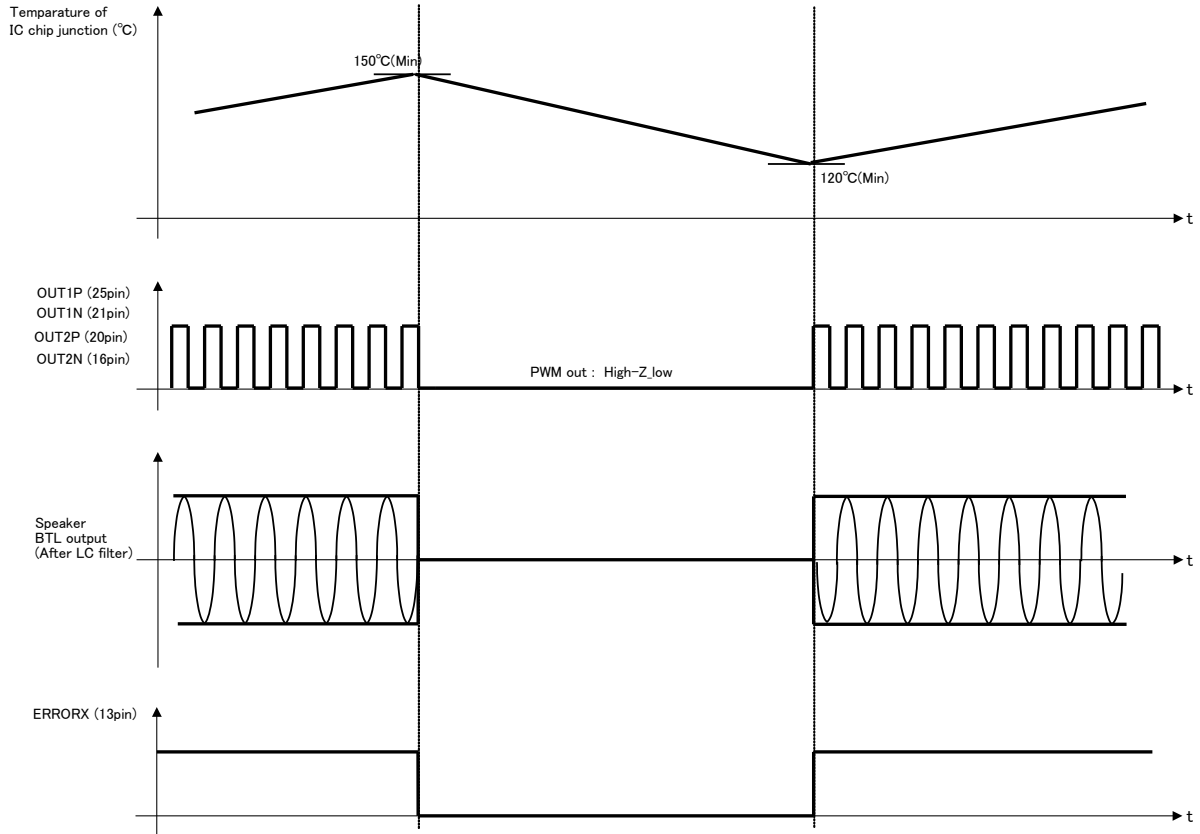 Temparature of
IC chip junction (℃)
150℃(Min)
120℃(Min)
t
OUT1P (25pin)
OUT1N (21pin)
OUT2P (20pin)
OUT2N (16pin)
PWM out : High-Z_low
t
Speaker
BTL output
(After LC filter)
t
ERRORX (13pin)
t